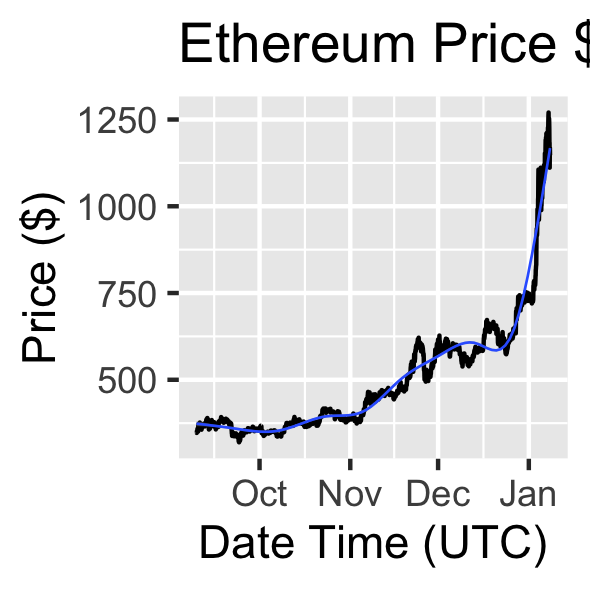 Ethereum Price $
1250
1000
750
500
Price ($)
Oct Nov Dec Jan
Date Time (UTC)